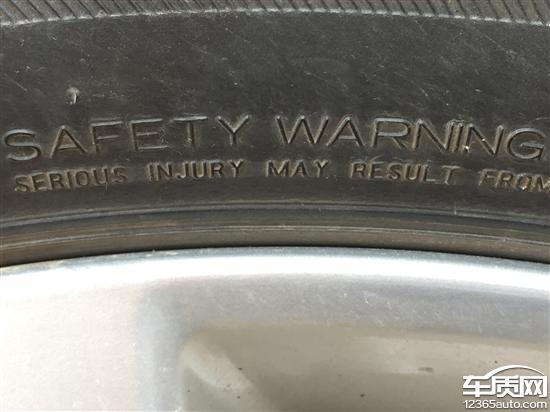 SAFETY WARNING
SERIOUS INJURY MAY RESULT FROM
车质网
12365auto.com